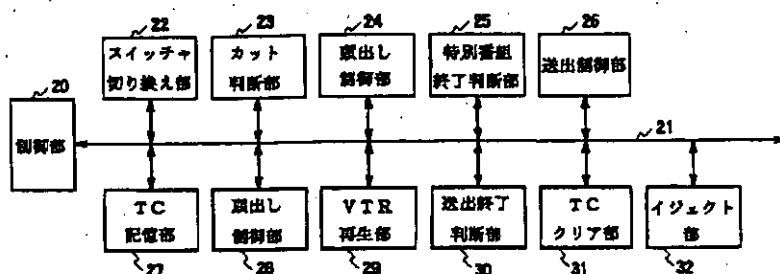 22
23
24
25
26
スイッチャ
切り換え部
カット
判断部
頭出し
制御部
特別番組
終了判断部
送出制御部
20
制御部
21
TC
記憶部
頭出し
制御部
VTR
再生部
送出終了
判断部
TC
クリア部
イジェクト
部
27
28
29
30
31
32